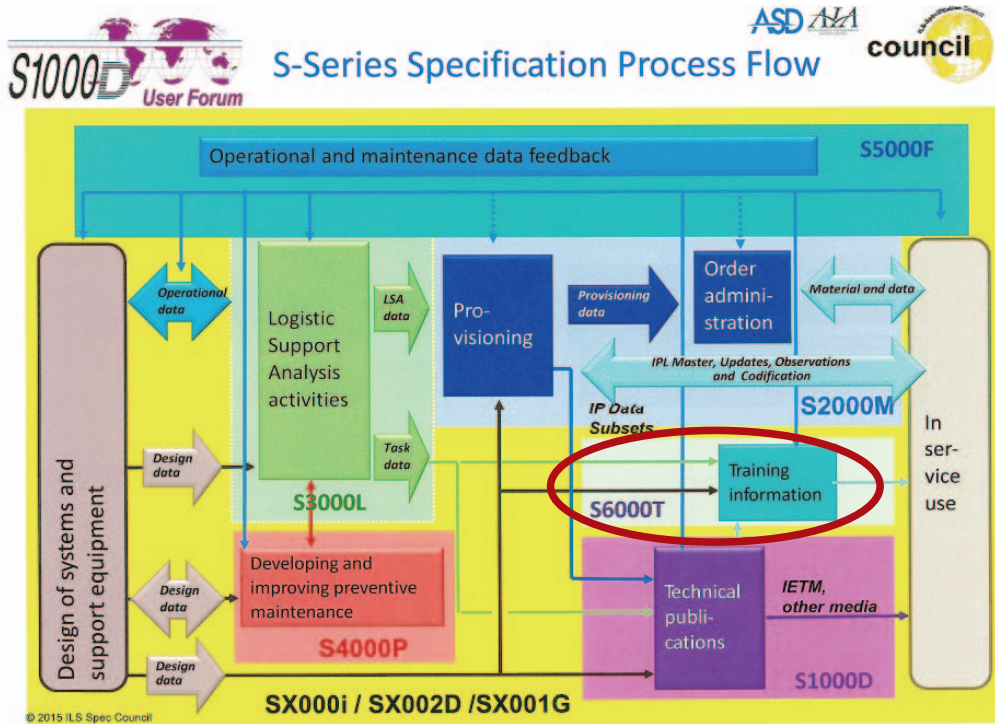 S1000D
User Forum
S-Series Specification Process Flow
ASD AIA
council
Operational and maintenance data feedback
S5000F
Design of systems and
support equipment
Operational
data
Logistic
Support
Analysis
activities
LSA
data
Pro-
visioning
Provisioning
data
Order
admini-
stration
Material and data
IPL Master, Updates, Observations
and Codification
S2000M
IP Data
Subsets
In
ser-
vice
use
Design
data
Task
data
S3000L
S6000T
Training
information
Developing and
improving preventive
maintenance
Design
data
S4000P
Technical
publi-
cations
IETM,
other media
S1000D
Design
data
SX000i / SX002D /SX001G
© 2015 ILS Spec Council